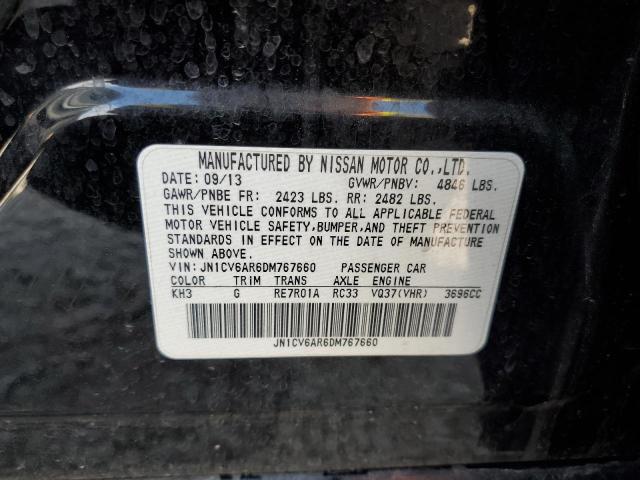 MANUFACTURED BY NISSAN MOTOR CO.,LTD.
DATE: 09/13 GVWR/PNBV: 4846 LBS.
GAWR/PNBE FR: 2423 LBS. RR: 2482 LBS.
THIS VEHICLE CONFORMS TO ALL APPLICABLE FEDERAL
MOTOR VEHICLE SAFETY,BUMPER,AND THEFT PREVENTION
STANDARDS IN EFFECT ON THE DATE OF MANUFACTURE
SHOWN ABOVE.
VIN: JN1CV6AR6DM767660 PASSENGER CAR
COLOR TRIM TRANS AXLE ENGINE
KH3 G RE7R01A RC33 VQ37(VHR) 3696CC
JN1CV6AR6DM767660